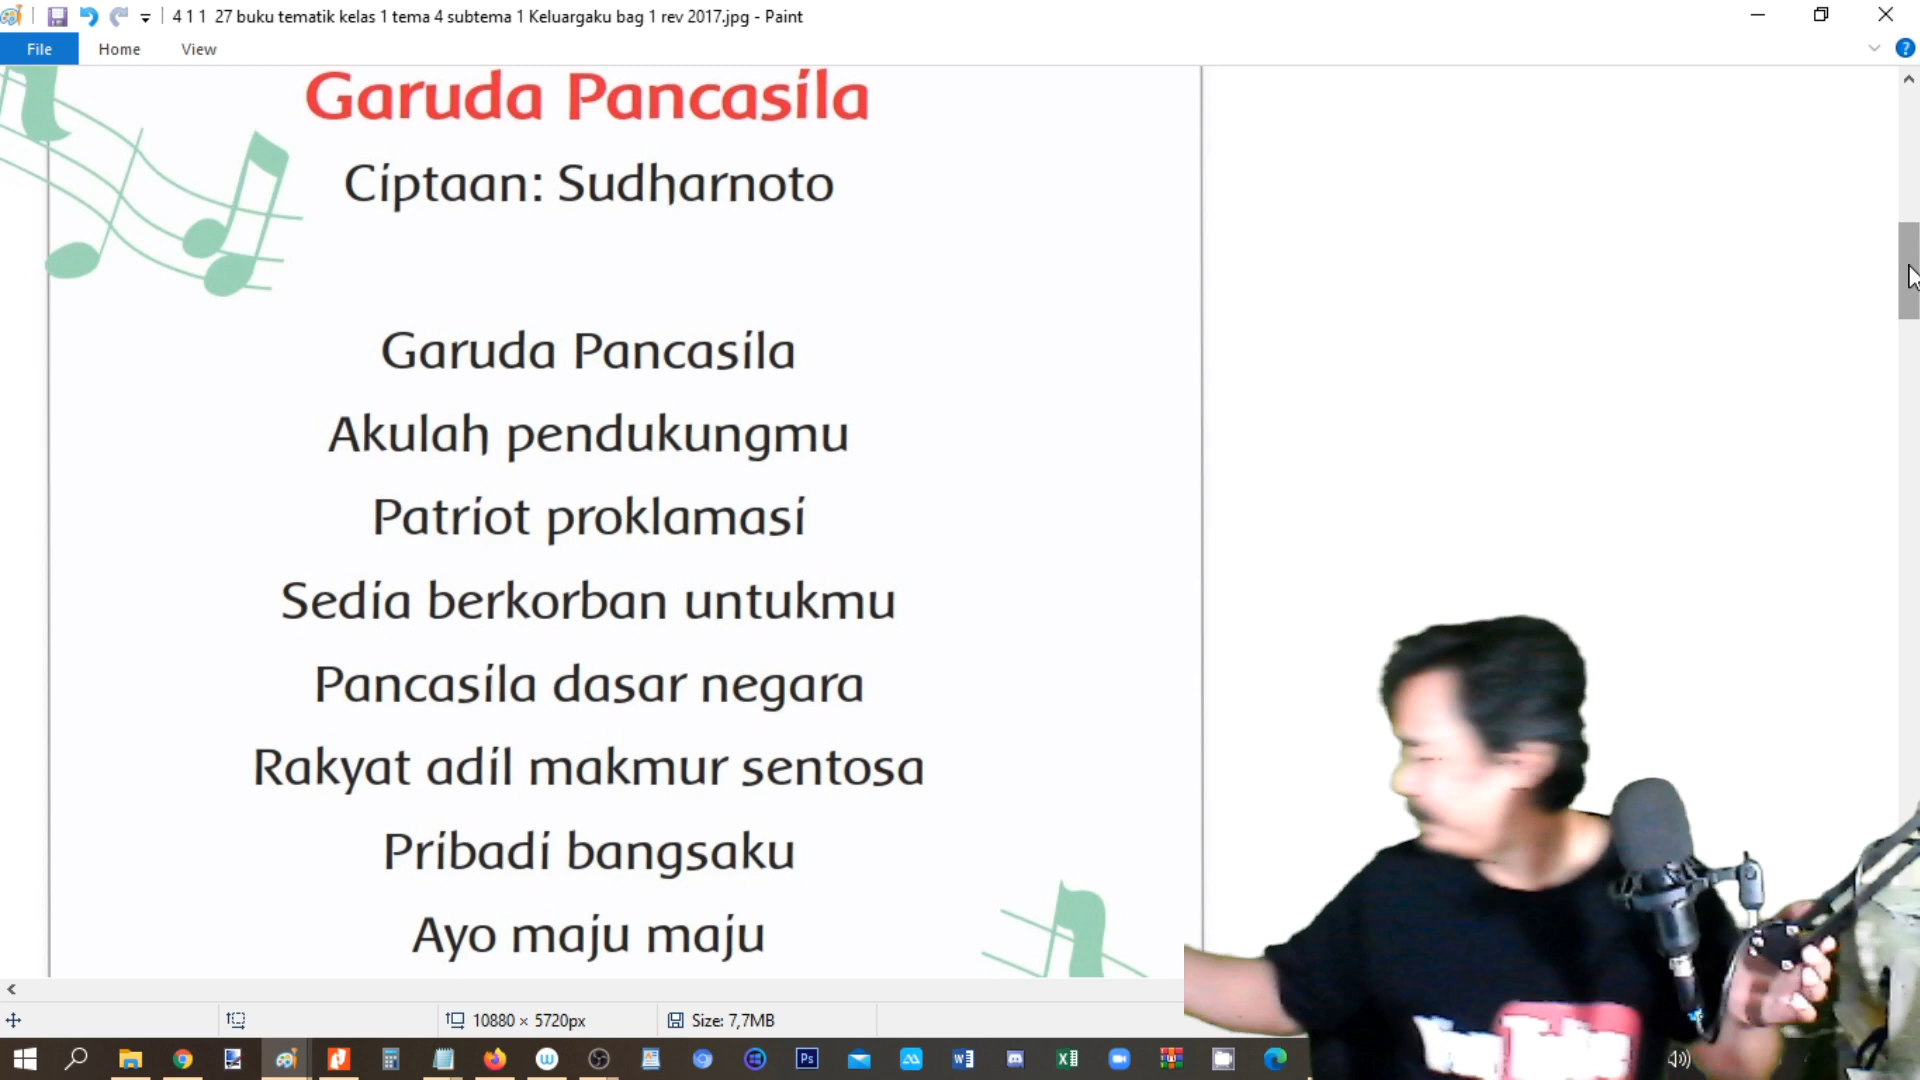 4 1 1  27 buku tematik kelas 1 tema 4 subtema 1 Keluargaku bag 1 rev 2017.jpg - Paint
File Home View
Garuda Pancasila
Ciptaan: Sudharnoto
Garuda Pancasila
Akulah pendukungmu
Patriot proklamasi
Sedia berkorban untukmu
Pancasila dasar negara
Rakyat adil makmur sentosa
Pribadi bangsaku
Ayo maju maju
10880 × 5720px
Size: 7,7MB
Ps